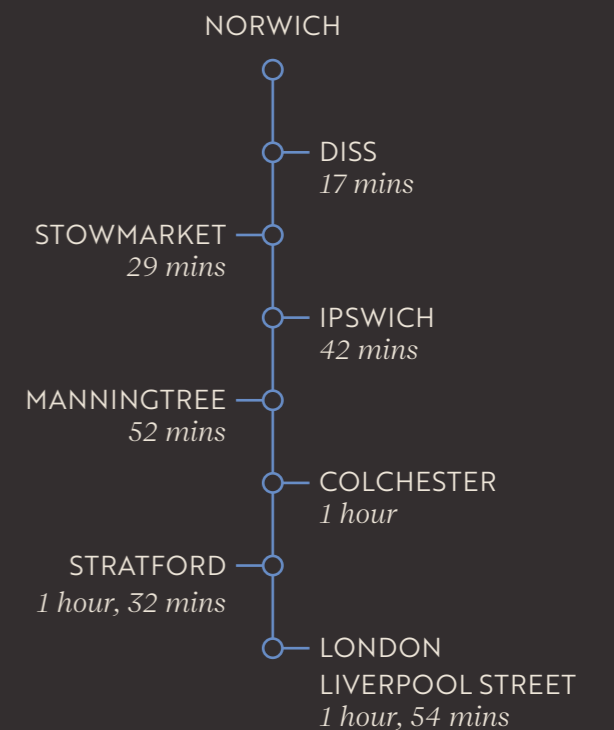 NORWICH
DISS
17 mins
STOWMARKET
29 mins
IPSWICH
42 mins
MANNINGTREE
52 mins
COLCHESTER
1 hour
STRATFORD
1 hour, 32 mins
LONDON
LIVERPOOL STREET
1 hour, 54 mins